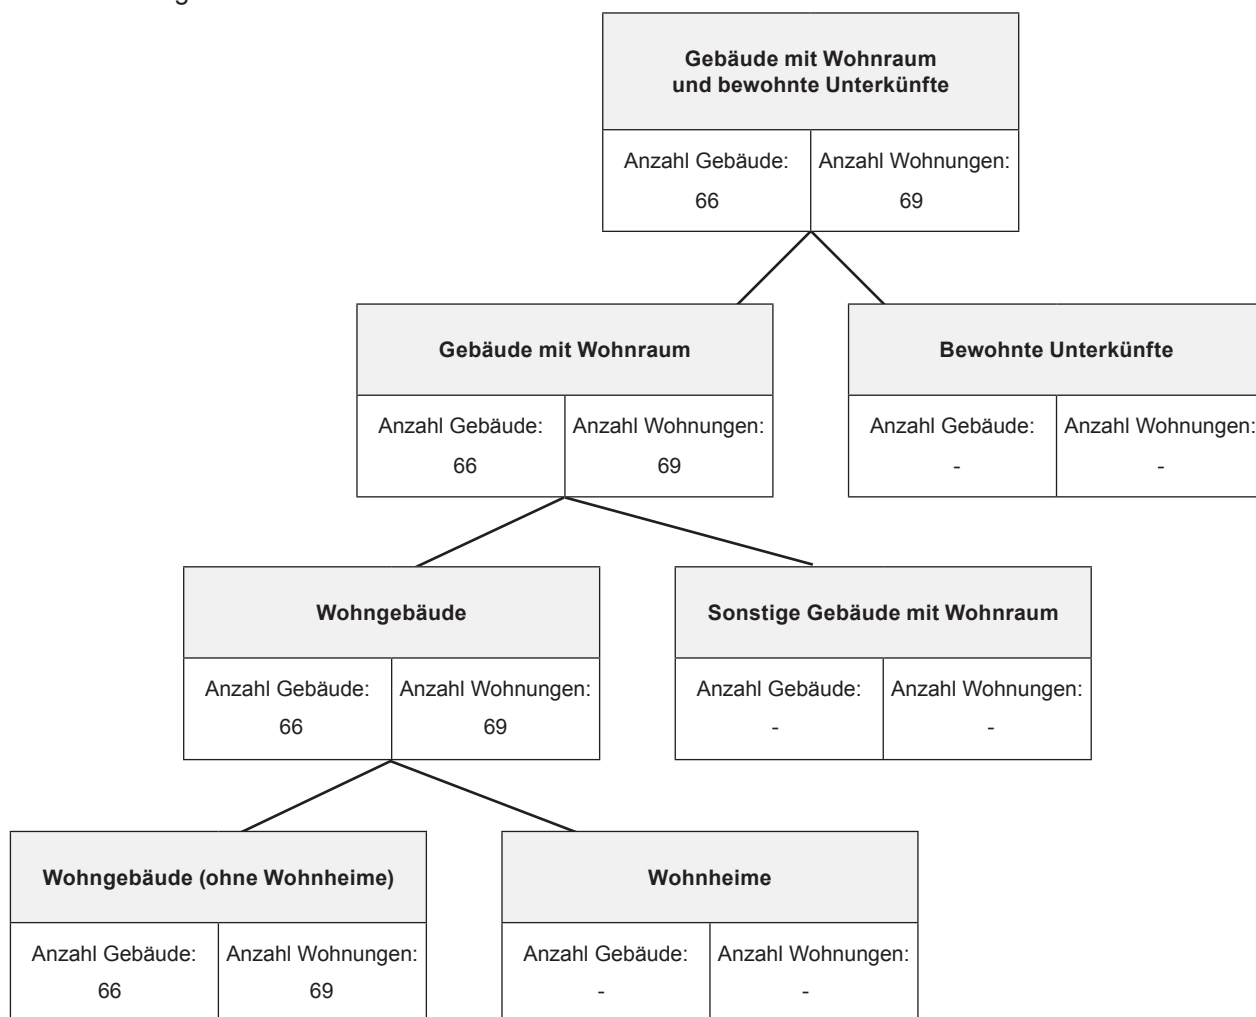 Gebäude mit Wohnraum
und bewohnte Unterkünfte
Anzahl Gebäude: Anzahl Wohnungen:
66 69
Gebäude mit Wohnraum Bewohnte Unterkünfte
Anzahl Gebäude: Anzahl Wohnungen: Anzahl Gebäude: Anzahl Wohnungen:
66 69 - -
Wohngebäude Sonstige Gebäude mit Wohnraum
Anzahl Gebäude: Anzahl Wohnungen: Anzahl Gebäude: Anzahl Wohnungen:
66 69 - -
Wohngebäude (ohne Wohnheime) Wohnheime
Anzahl Gebäude: Anzahl Wohnungen: Anzahl Gebäude: Anzahl Wohnungen:
66 69 - -